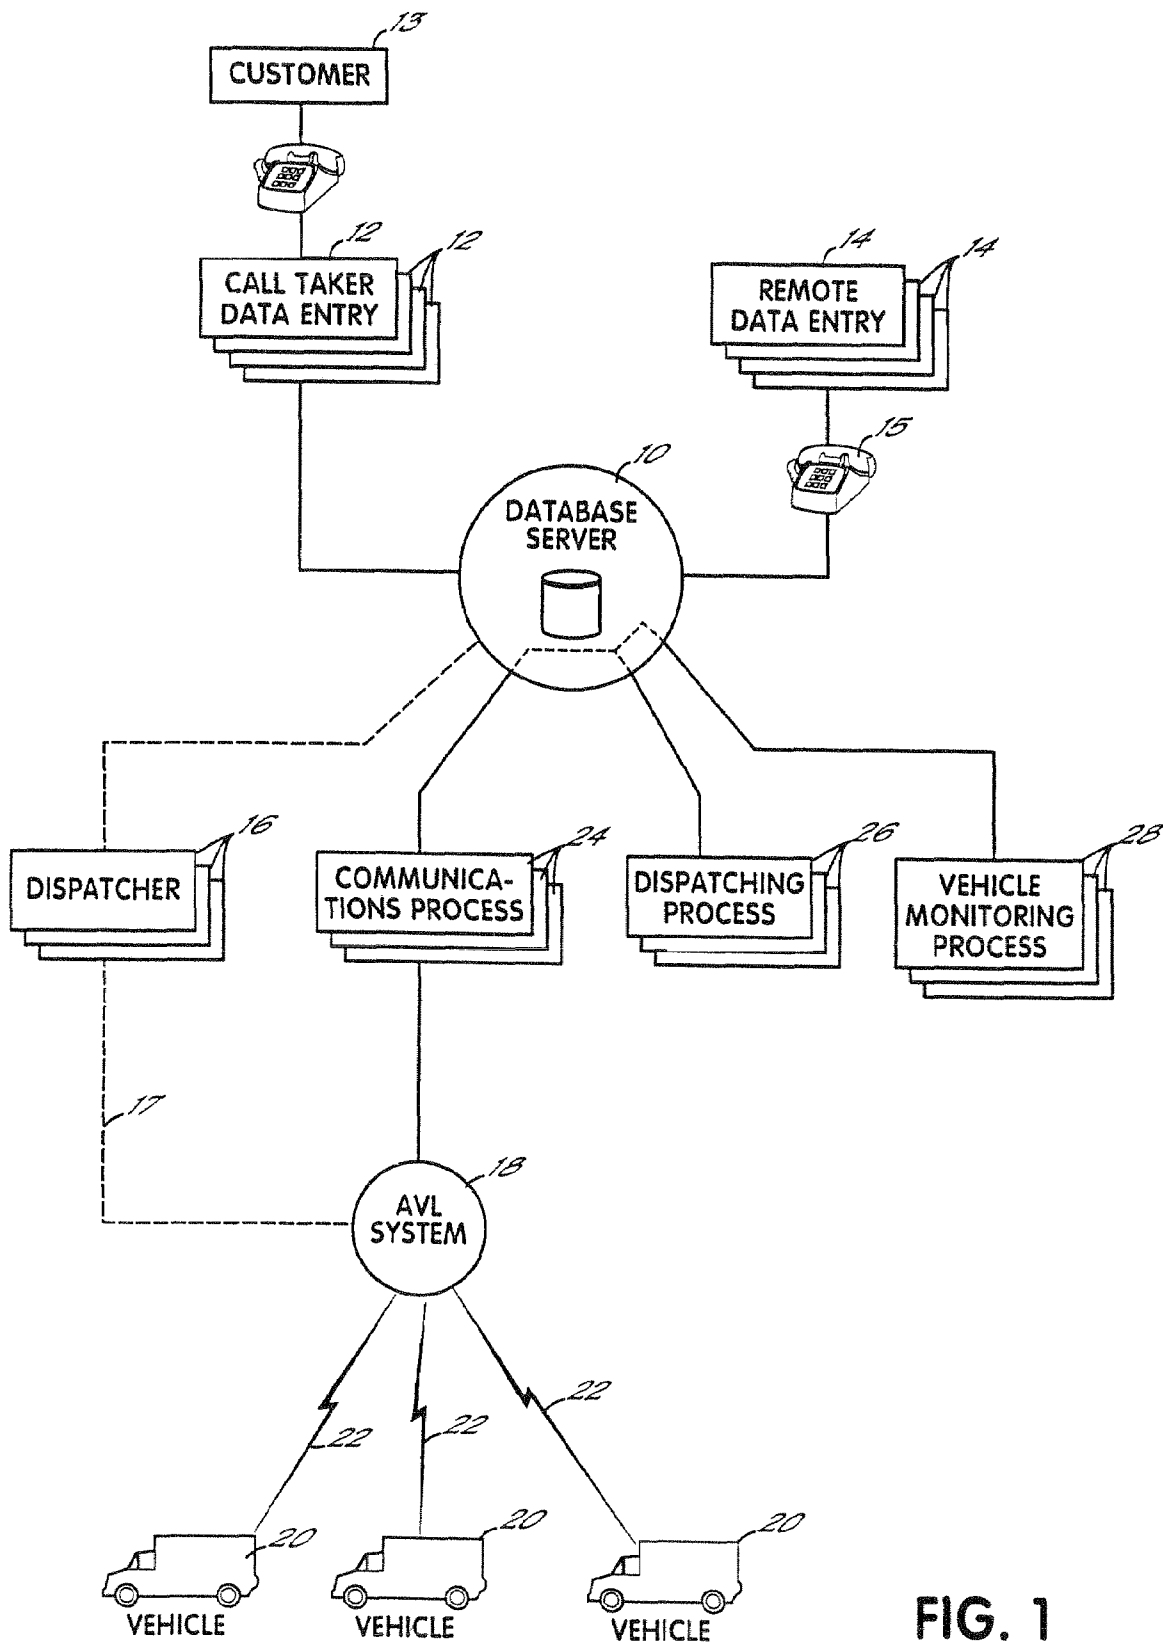 13
CUSTOMER
12
12
CALL TAKER
DATA ENTRY
14
14
REMOTE
DATA ENTRY
15
10
DATABASE
SERVER
16
DISPATCHER
24
COMMUNICA-
TIONS PROCESS
26
DISPATCHING
PROCESS
28
VEHICLE
MONITORING
PROCESS
17
18
AVL
SYSTEM
22
22
22
20
20
20
VEHICLE
VEHICLE
VEHICLE
FIG. 1